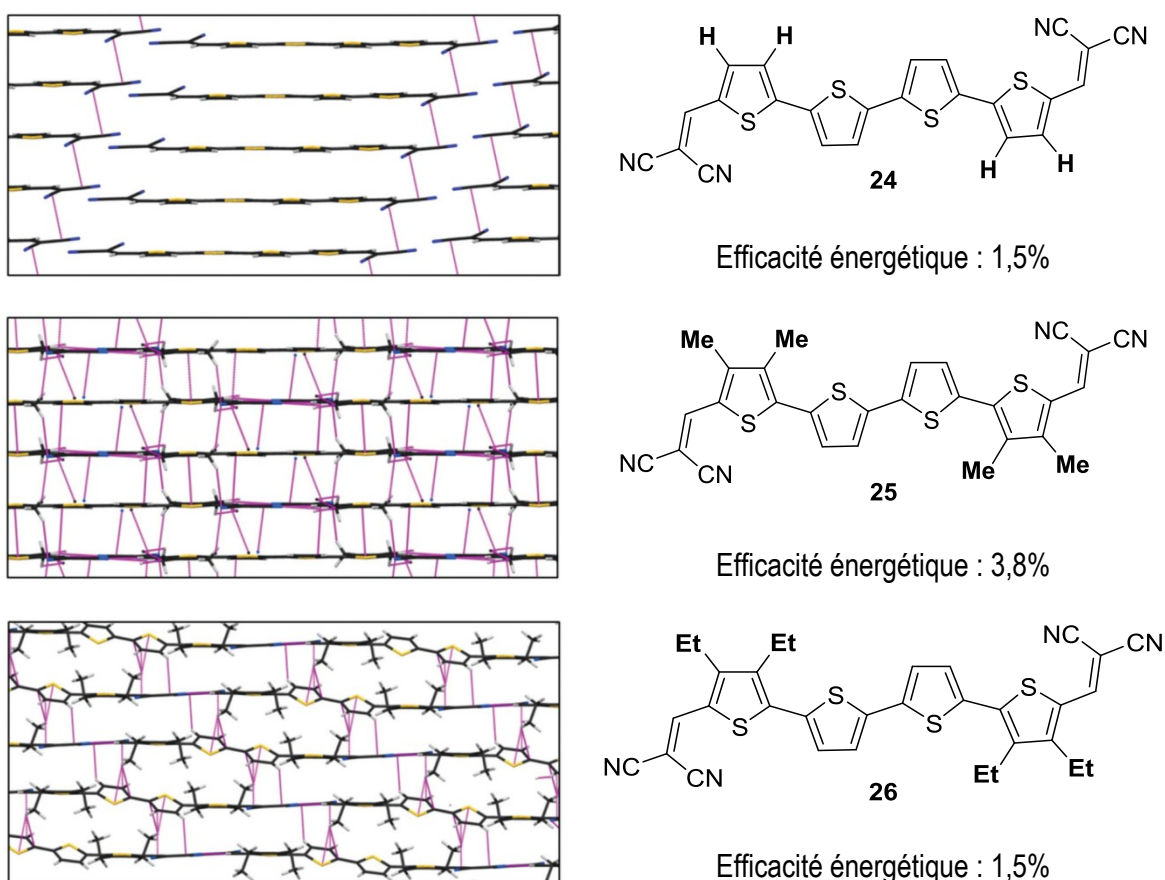 H H
S S S S
NC CN
NC CN
H H
24
Efficacité énergétique : 1,5%
Me Me
S S S S
NC CN
NC CN
Me Me
25
Efficacité énergétique : 3,8%
Et Et
S S S S
NC CN
NC CN
Et Et
26
Efficacité énergétique : 1,5%